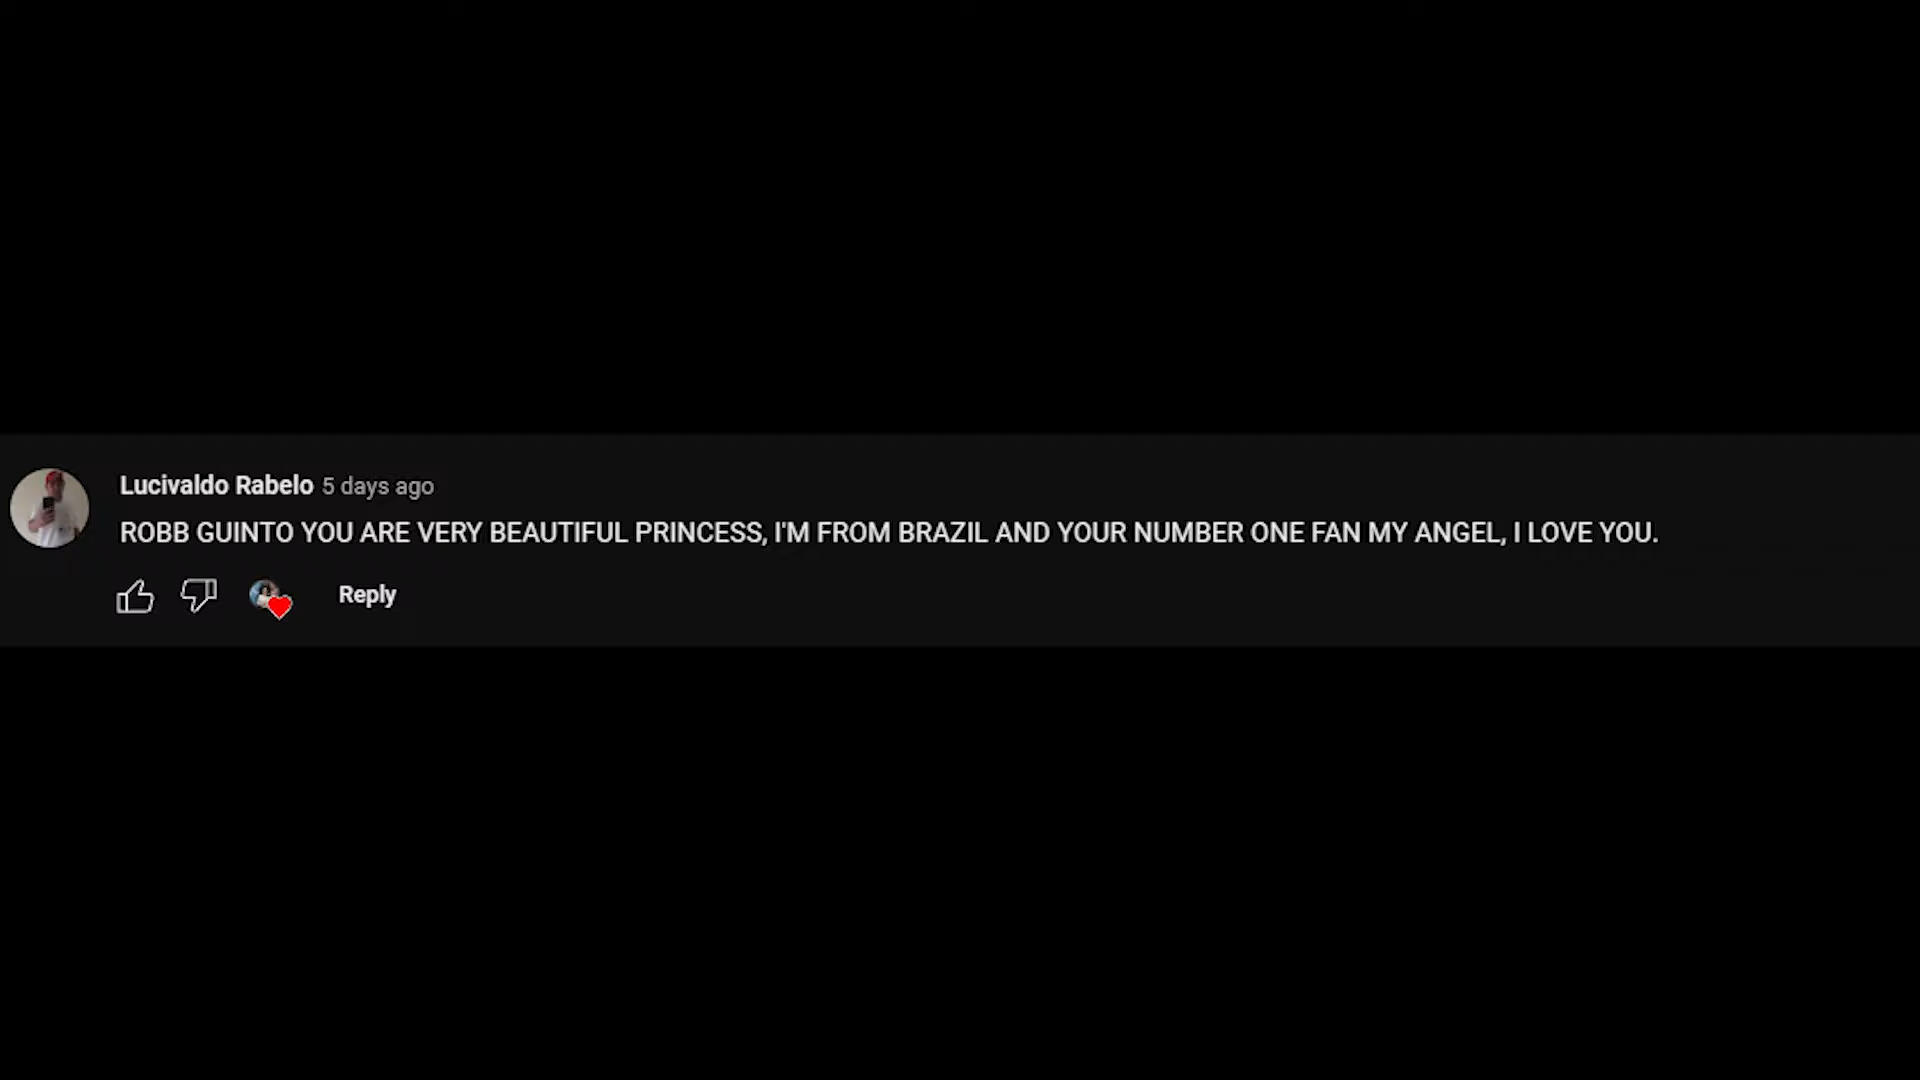 Lucivaldo Rabelo 5 days ago
ROBB GUINTO YOU ARE VERY BEAUTIFUL PRINCESS, I'M FROM BRAZIL AND YOUR NUMBER ONE FAN MY ANGEL, I LOVE YOU.
Reply